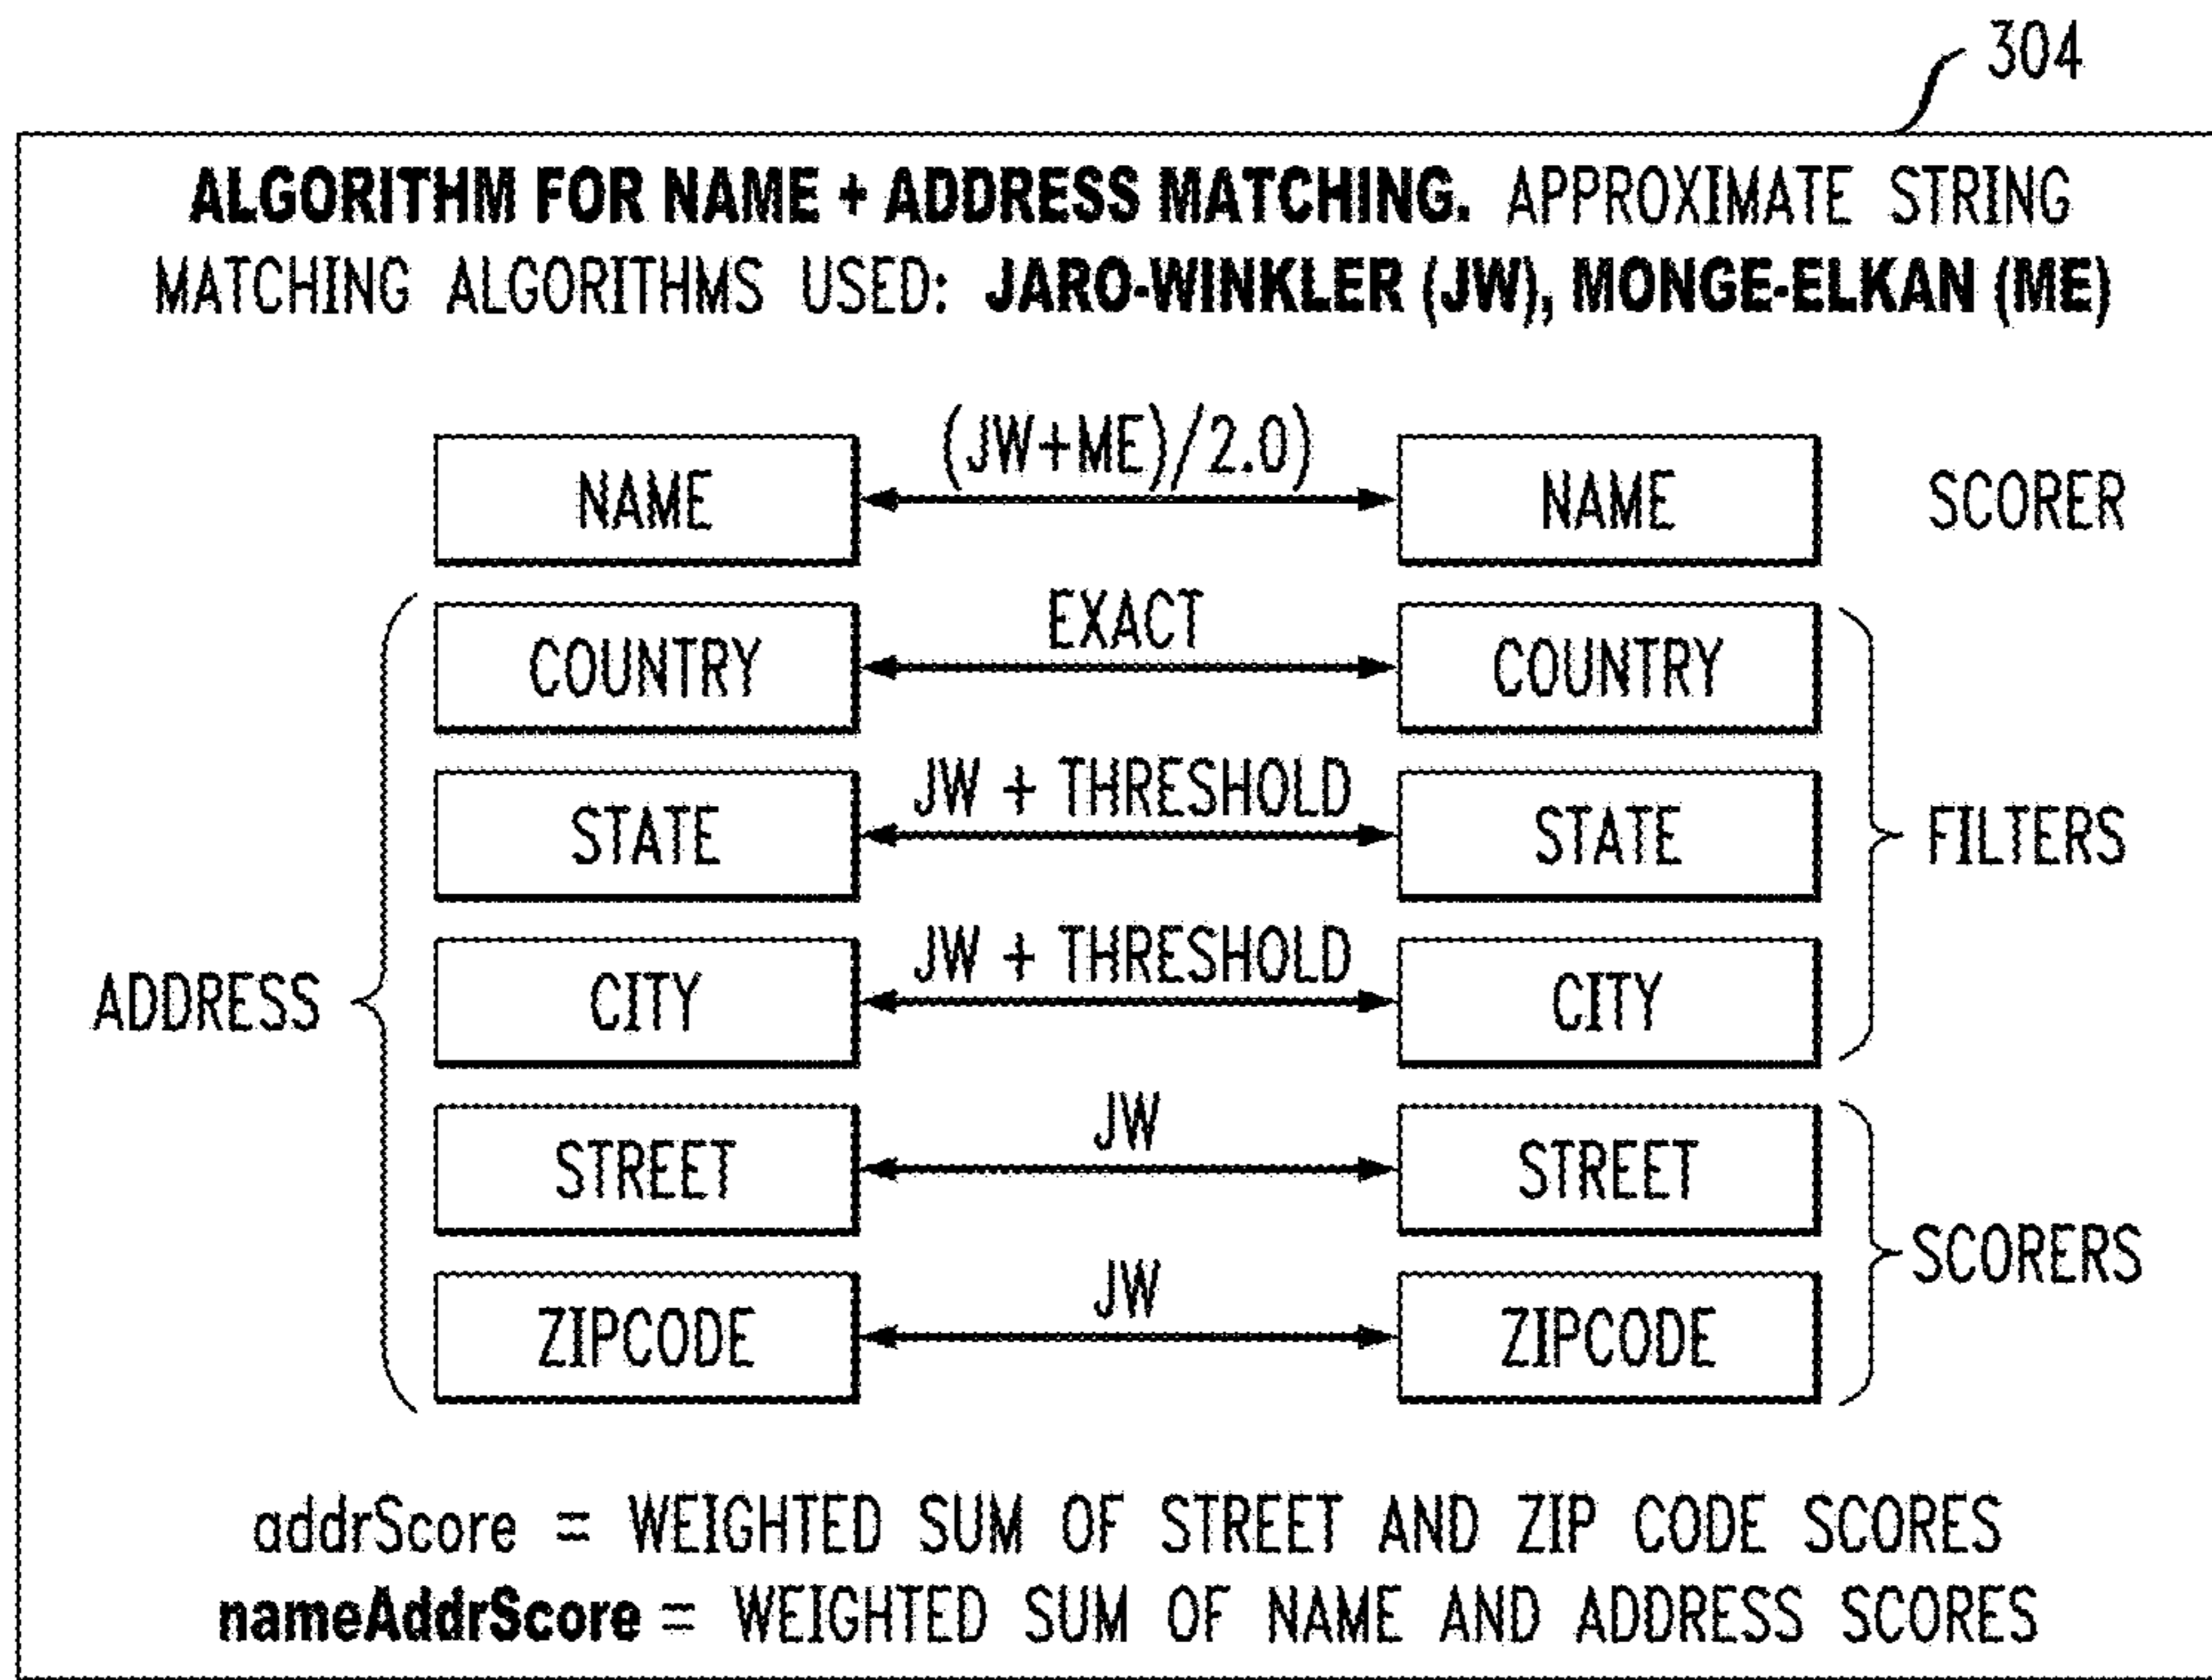 304
ALGORITHM FOR NAME + ADDRESS MATCHING. APPROXIMATE STRING
MATCHING ALGORITHMS USED: JARO-WINKLER (JW), MONGE-ELKAN (ME)
NAME (JW+ME)/2.0) NAME SCORER
COUNTRY EXACT COUNTRY
STATE JW + THRESHOLD STATE FILTERS
ADDRESS CITY JW + THRESHOLD CITY
STREET JW STREET
SCORERS
ZIPCODE JW ZIPCODE
addrScore = WEIGHTED SUM OF STREET AND ZIP CODE SCORES
nameAddrScore = WEIGHTED SUM OF NAME AND ADDRESS SCORES